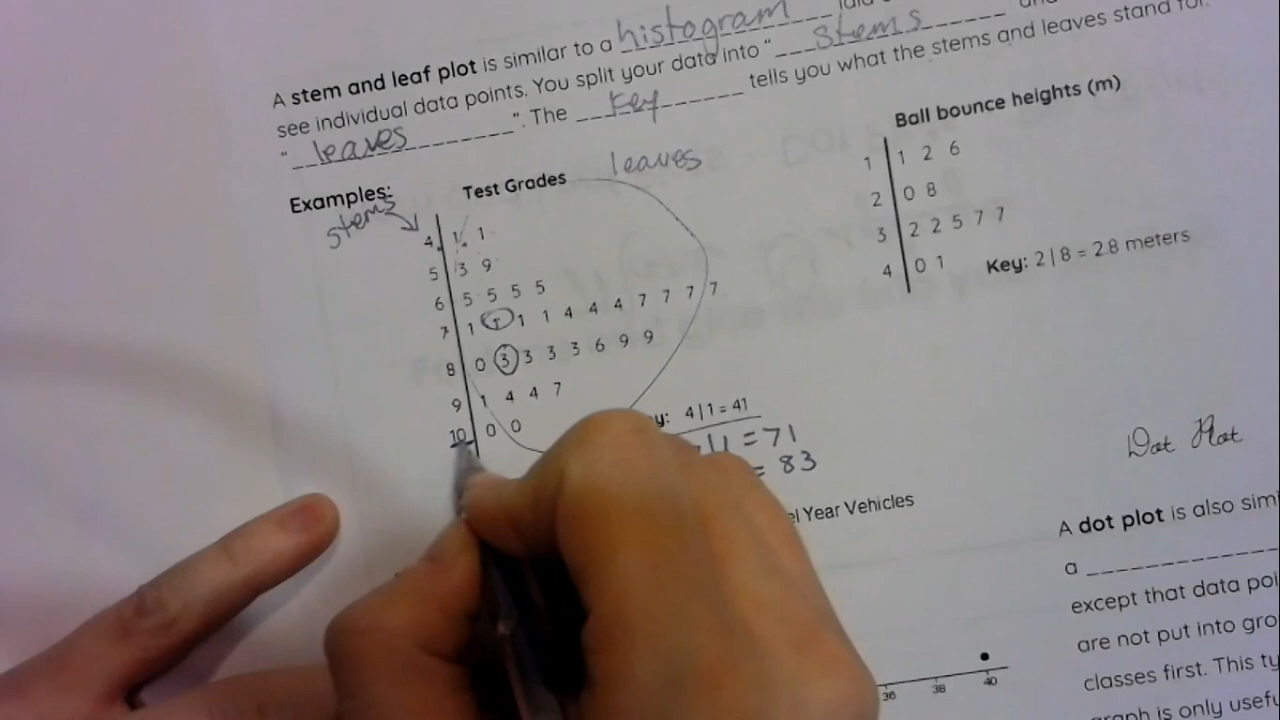 A stem and leaf plot is similar to a histogram
see individual data points. You split your data into " stems
" leaves ". The key tells you what the stems and leaves stand for.
Examples:
stems
Test Grades
leaves
4 1 1
5 3 9
6 5 5 5 5
7 1 1 1 1 4 4 4 7 7 7 7
8 0 3 3 3 3 6 9 9
9 1 4 4 7
10 0 0
4 | 1 = 41
= 71
= 83
Ball bounce heights (m)
1 1 2 6
2 0 8
3 2 2 5 7 7
4 0 1
Key: 2 | 8 = 2.8 meters
Year Vehicles
36 38 40
Dot Plot
A dot plot is also
a
except that data
are not put into
classes first. This
graph is only